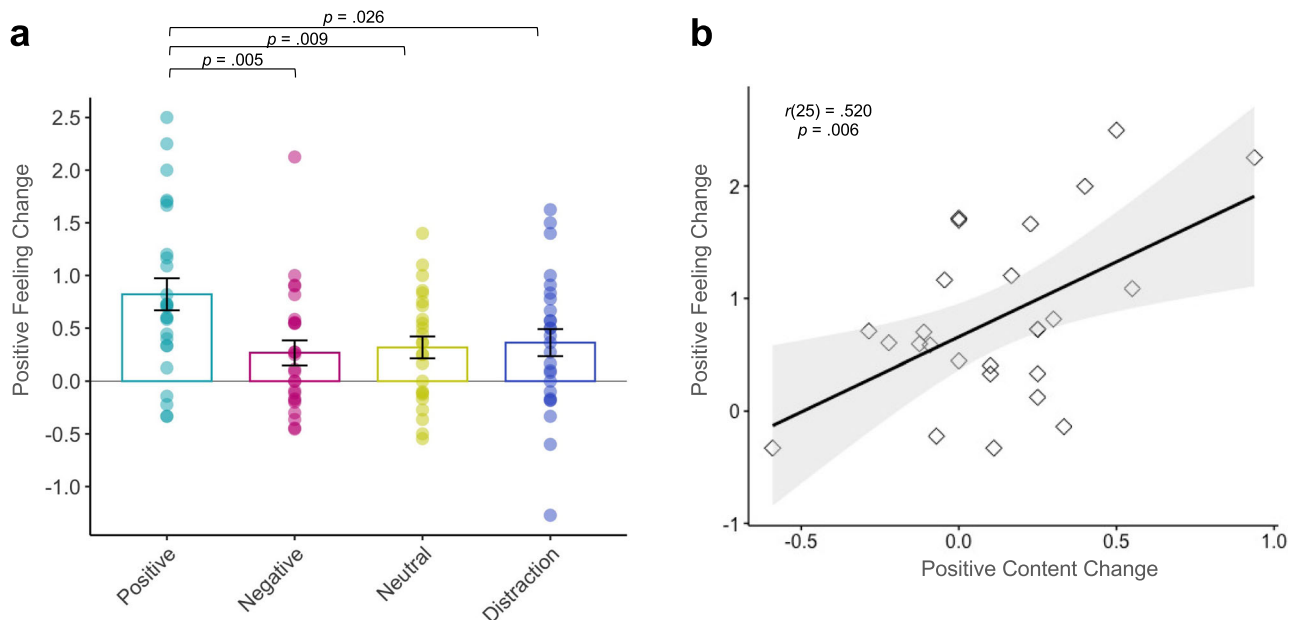 a
p = .026
p = .009
p = .005
Positive Feeling Change
2.5
2.0
1.5
1.0
0.5
0.0
-0.5
-1.0
Positive
Negative
Neutral
Distraction
b
r(25) = .520
p = .006
Positive Feeling Change
2
1
0
-1
-0.5
0.0
0.5
1.0
Positive Content Change